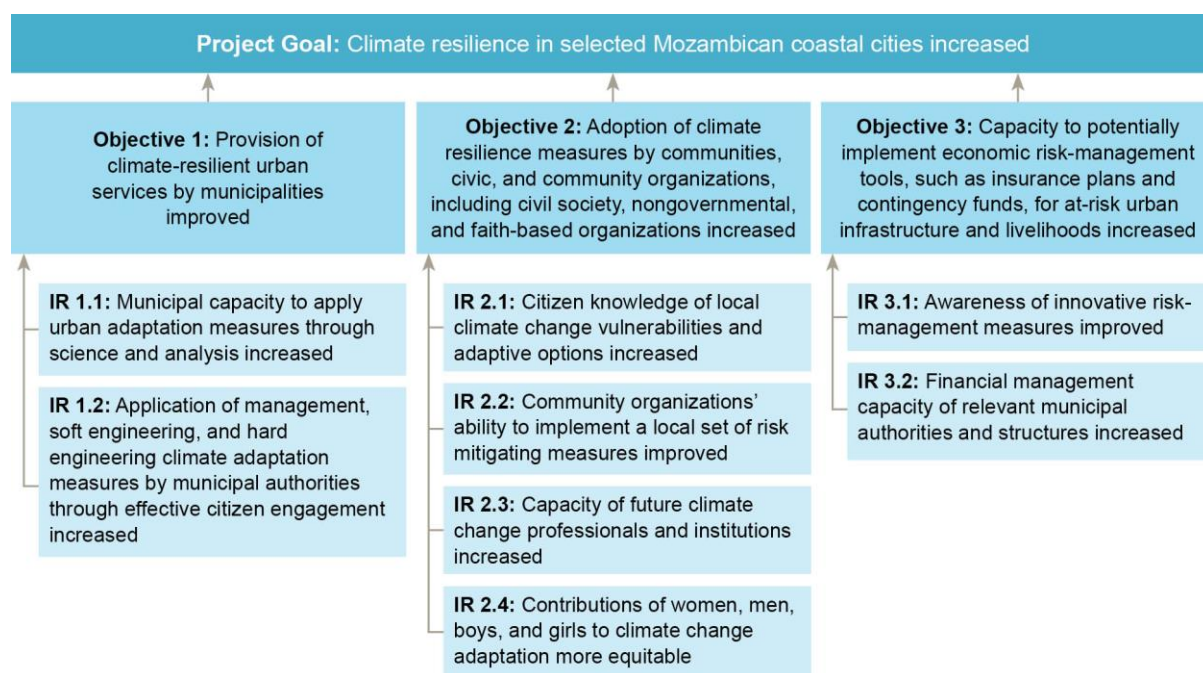 Project Goal: Climate resilience in selected Mozambican coastal cities increased
Objective 1: Provision of
climate-resilient urban
services by municipalities
improved
IR 1.1: Municipal capacity to apply
urban adaptation measures through
science and analysis increased
IR 1.2: Application of management,
soft engineering, and hard
engineering climate adaptation
measures by municipal authorities
through effective citizen engagement
increased
Objective 2: Adoption of climate
resilience measures by communities,
civic, and community organizations,
including civil society, nongovernmental,
and faith-based organizations increased
IR 2.1: Citizen knowledge of local
climate change vulnerabilities and
adaptive options increased
IR 2.2: Community organizations’
ability to implement a local set of risk
mitigating measures improved
IR 2.3: Capacity of future climate
change professionals and institutions
increased
IR 2.4: Contributions of women, men,
boys, and girls to climate change
adaptation more equitable
Objective 3: Capacity to potentially
implement economic risk-management
tools, such as insurance plans and
contingency funds, for at-risk urban
infrastructure and livelihoods increased
IR 3.1: Awareness of innovative risk-
management measures improved
IR 3.2: Financial management
capacity of relevant municipal
authorities and structures increased